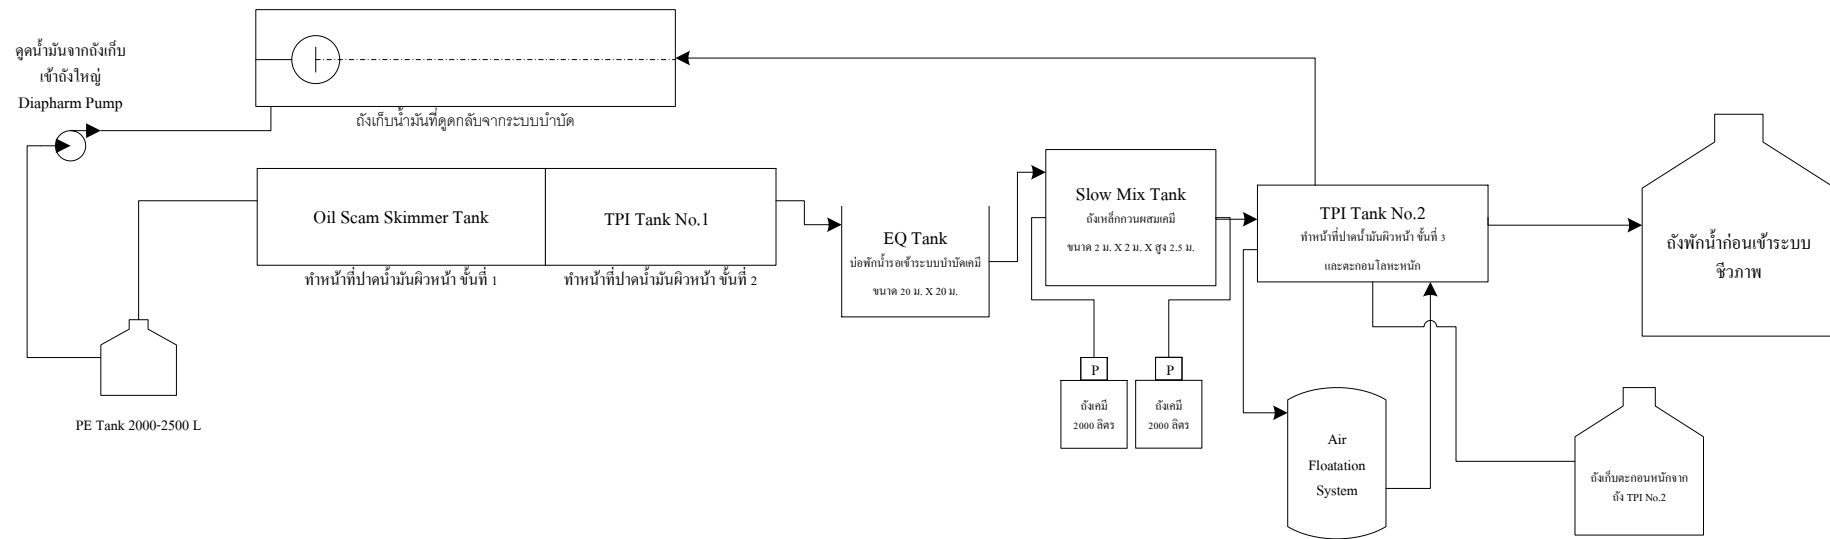 ดูดน้ำมันจากถังเก็บ
เข้าถังใหญ่
Diapharm Pump
ถังเก็บน้ำมันที่ดูดกลับจากระบบบำบัด
Oil Scam Skimmer Tank
ทำหน้าที่ปาดน้ำมันผิวหน้า ขั้นที่ 1
TPI Tank No.1
ทำหน้าที่ปาดน้ำมันผิวหน้า ขั้นที่ 2
PE Tank 2000-2500 L
EQ Tank
บ่อพักน้ำรอเข้าระบบบำบัดเคมี
ขนาด 20 ม. X 20 ม.
Slow Mix Tank
ถังเหล็กกวนผสมเคมี
ขนาด 2 ม. X 2 ม. X สูง 2.5 ม.
P
ถังเคมี
2000 ลิตร
P
ถังเคมี
2000 ลิตร
TPI Tank No.2
ทำหน้าที่ปาดน้ำมันผิวหน้า ขั้นที่ 3
และตะกอนโลหะหนัก
Air
Floatation
System
ถังเก็บตะกอนหนักจาก
ถัง TPI No.2
ถังพักน้ำก่อนเข้าระบบ
ชีวภาพ